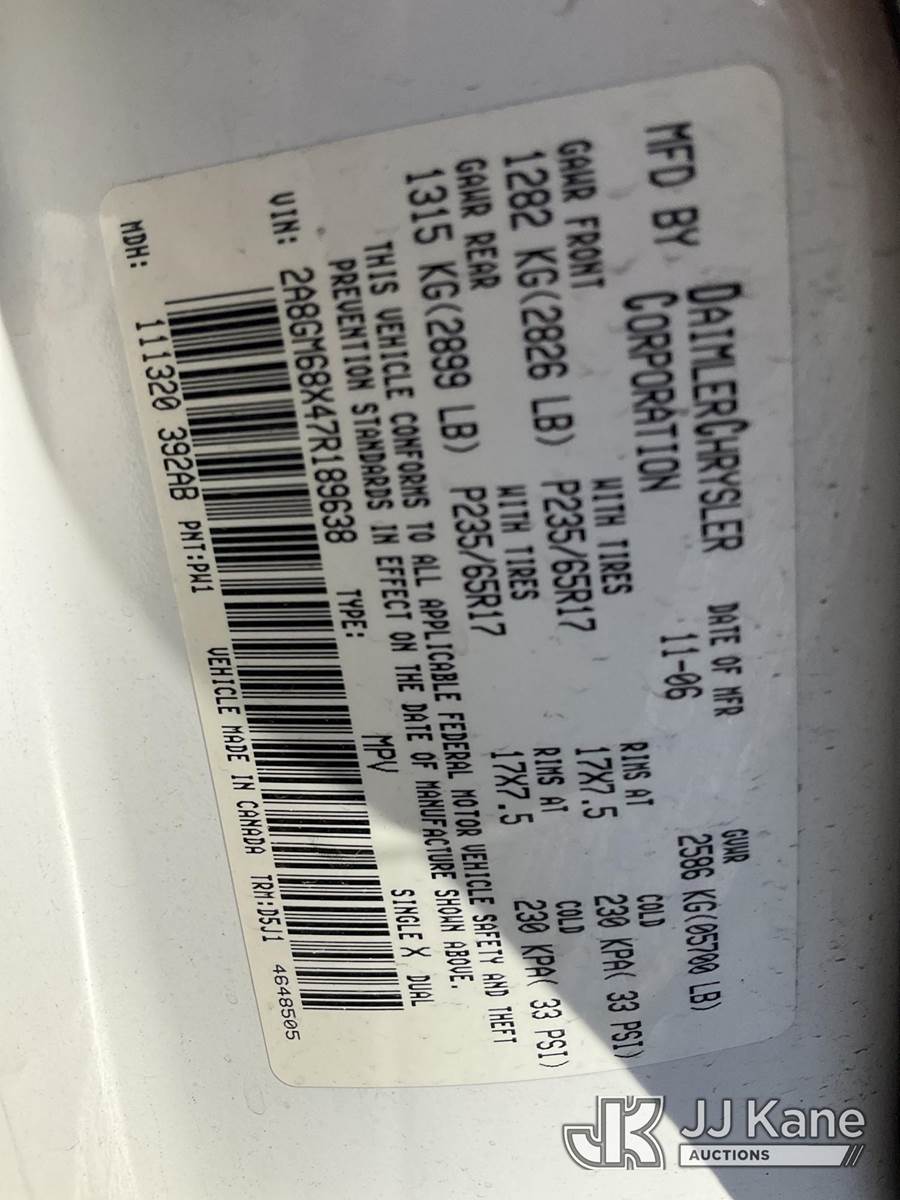 MFD BY DAIMLERCHRYSLER CORPORATION DATE OF MFR 11-06 GVWR 2586 KG(05700 LB)
GAWR FRONT WITH TIRES RIMS AT COLD
1282 KG(2826 LB) P235/65R17 17X7.5 230 KPA( 33 PSI)
GAWR REAR WITH TIRES RIMS AT COLD
1315 KG(2899 LB) P235/65R17 17X7.5 230 KPA( 33 PSI)
THIS VEHICLE CONFORMS TO ALL APPLICABLE FEDERAL MOTOR VEHICLE SAFETY AND THEFT
PREVENTION STANDARDS IN EFFECT ON THE DATE OF MANUFACTURE SHOWN ABOVE.
VIN: 2A8GM68X47R189638 TYPE: MPV SINGLE X DUAL
MDH: 111320 392AB PNT:PW1 VEHICLE MADE IN CANADA TRM:D5J1 4648505
JK JJ Kane
AUCTIONS